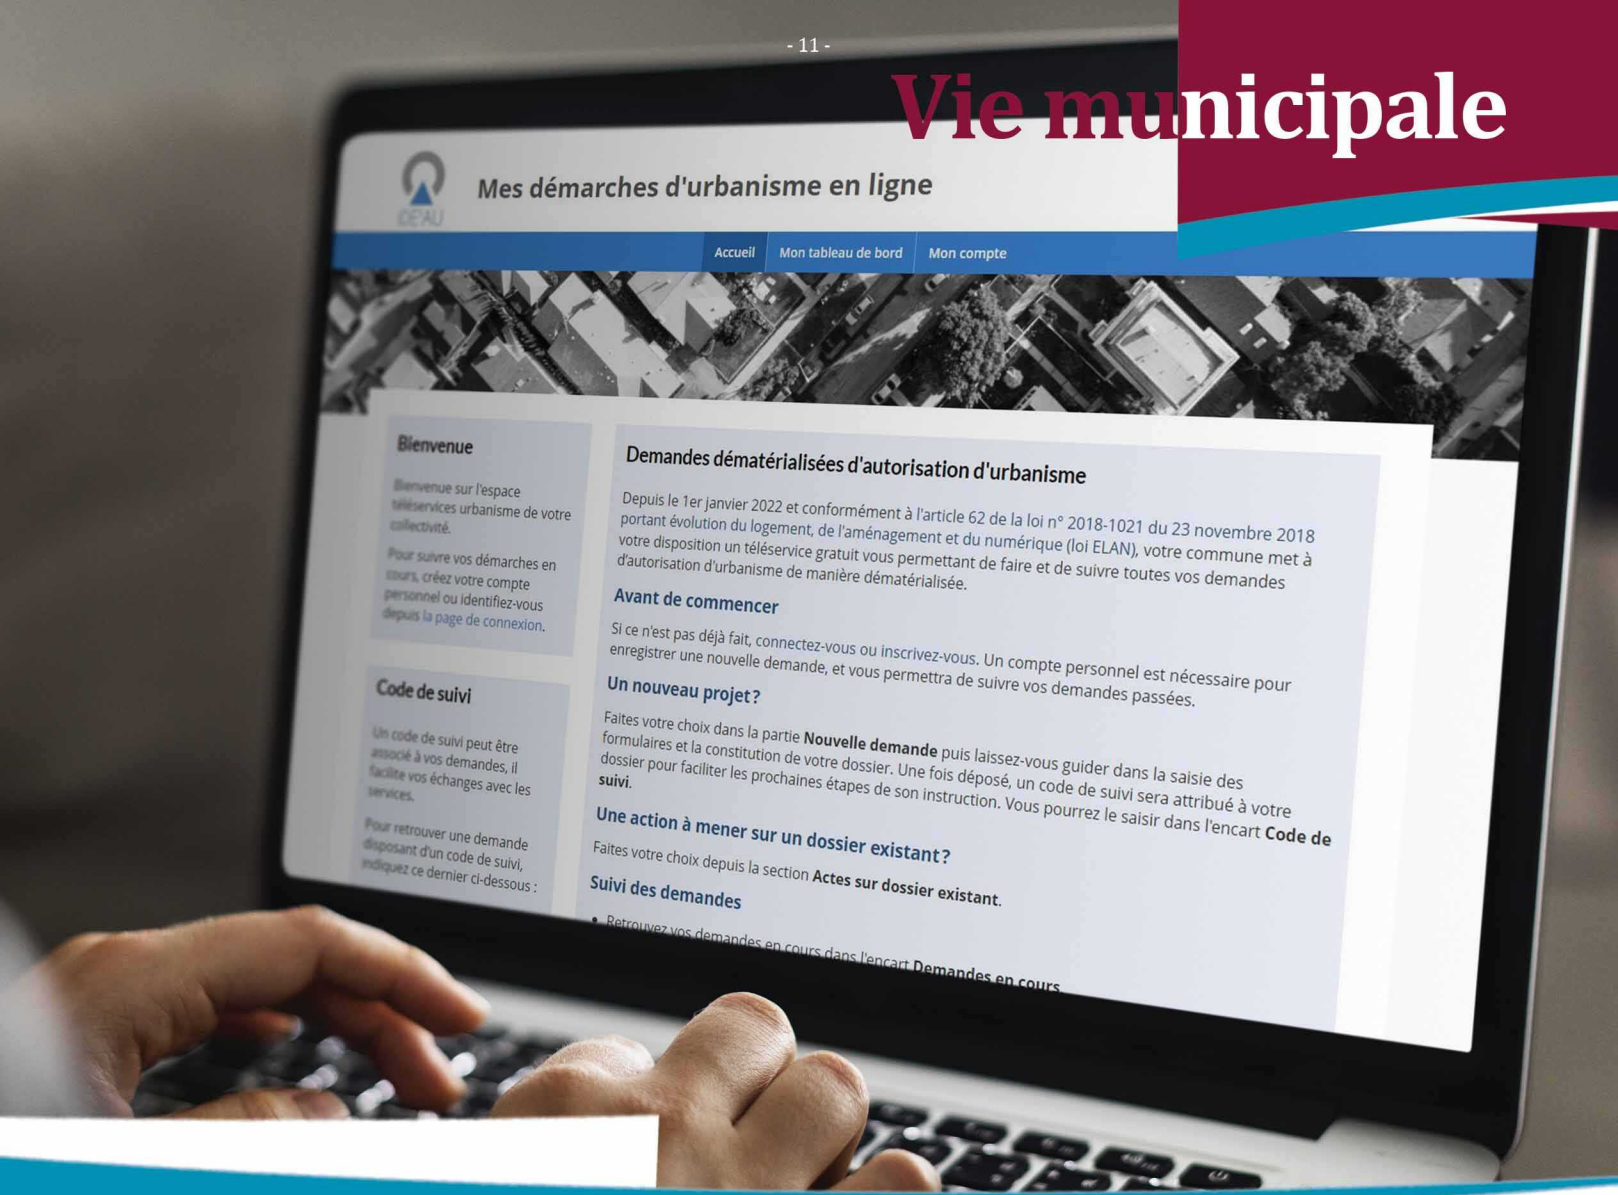 - 11 -
Vie municipale
IDE'AU
Mes démarches d'urbanisme en ligne
Accueil
Mon tableau de bord
Mon compte
Bienvenue
Bienvenue sur l'espace
téléservices urbanisme de votre
collectivité.
Pour suivre vos démarches en
cours, créez votre compte
personnel ou identifiez-vous
depuis la page de connexion.
Code de suivi
Un code de suivi peut être
associé à vos demandes, il
facilite vos échanges avec les
services.
Pour retrouver une demande
disposant d'un code de suivi,
indiquez ce dernier ci-dessous :
Demandes dématérialisées d'autorisation d'urbanisme
Depuis le 1er janvier 2022 et conformément à l'article 62 de la loi n° 2018-1021 du 23 novembre 2018
portant évolution du logement, de l'aménagement et du numérique (loi ELAN), votre commune met à
votre disposition un téléservice gratuit vous permettant de faire et de suivre toutes vos demandes
d'autorisation d'urbanisme de manière dématérialisée.
Avant de commencer
Si ce n'est pas déjà fait, connectez-vous ou inscrivez-vous. Un compte personnel est nécessaire pour
enregistrer une nouvelle demande, et vous permettra de suivre vos demandes passées.
Un nouveau projet ?
Faites votre choix dans la partie Nouvelle demande puis laissez-vous guider dans la saisie des
formulaires et la constitution de votre dossier. Une fois déposé, un code de suivi sera attribué à votre
dossier pour faciliter les prochaines étapes de son instruction. Vous pourrez le saisir dans l'encart Code de
suivi.
Une action à mener sur un dossier existant ?
Faites votre choix depuis la section Actes sur dossier existant.
Suivi des demandes
• Retrouvez vos demandes en cours dans l'encart Demandes en cours